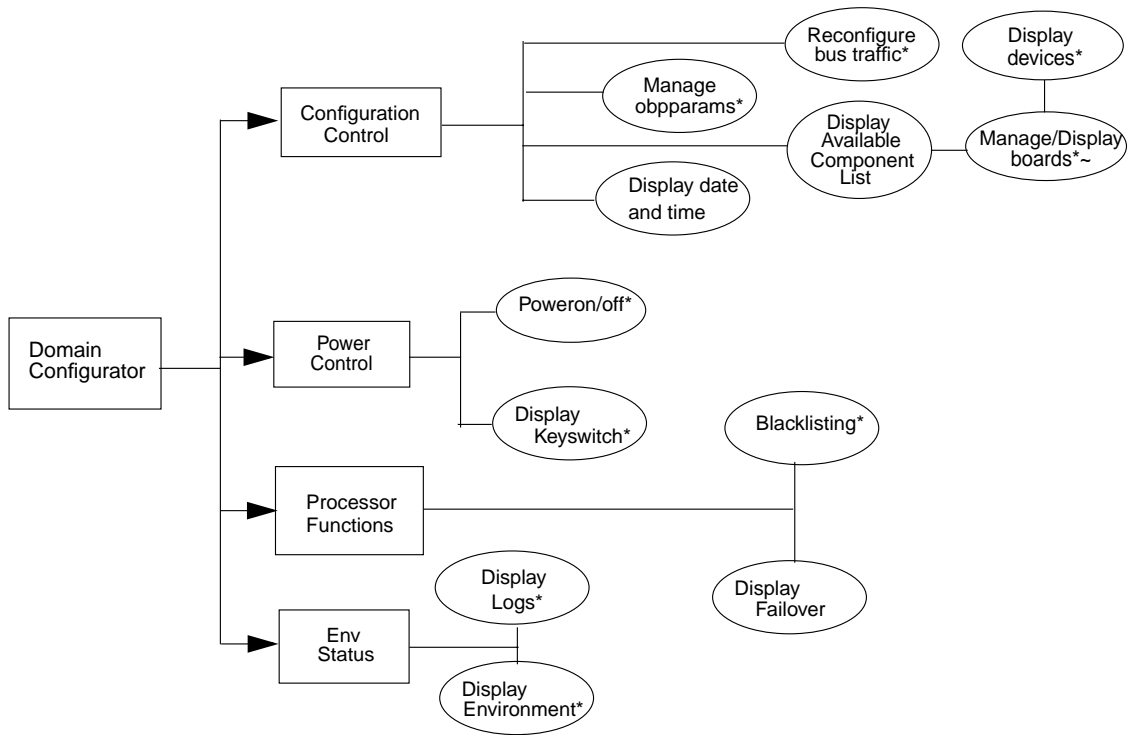 Reconfigure
bus traffic*
Display
devices*
Manage
obpparams*
Configuration
Control
Display
Available
Component
List
Manage/Display
boards*~
Display date
and time
Poweron/off*
Domain
Configurator
Power
Control
Display
Keyswitch*
Blacklisting*
Processor
Functions
Display
Logs*
Display
Failover
Env
Status
Display
Environment*